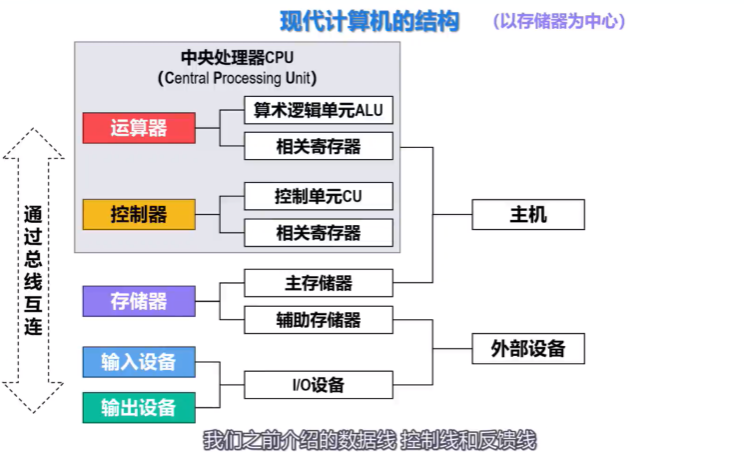 现代计算机的结构 （以存储器为中心）
中央处理器CPU
（Central Processing Unit）
运算器
算术逻辑单元ALU
相关寄存器
控制器
控制单元CU
相关寄存器
主机
通过总线互连
存储器
主存储器
辅助存储器
外部设备
输入设备
I/O设备
输出设备
我们之前介绍的数据线 控制线和反馈线